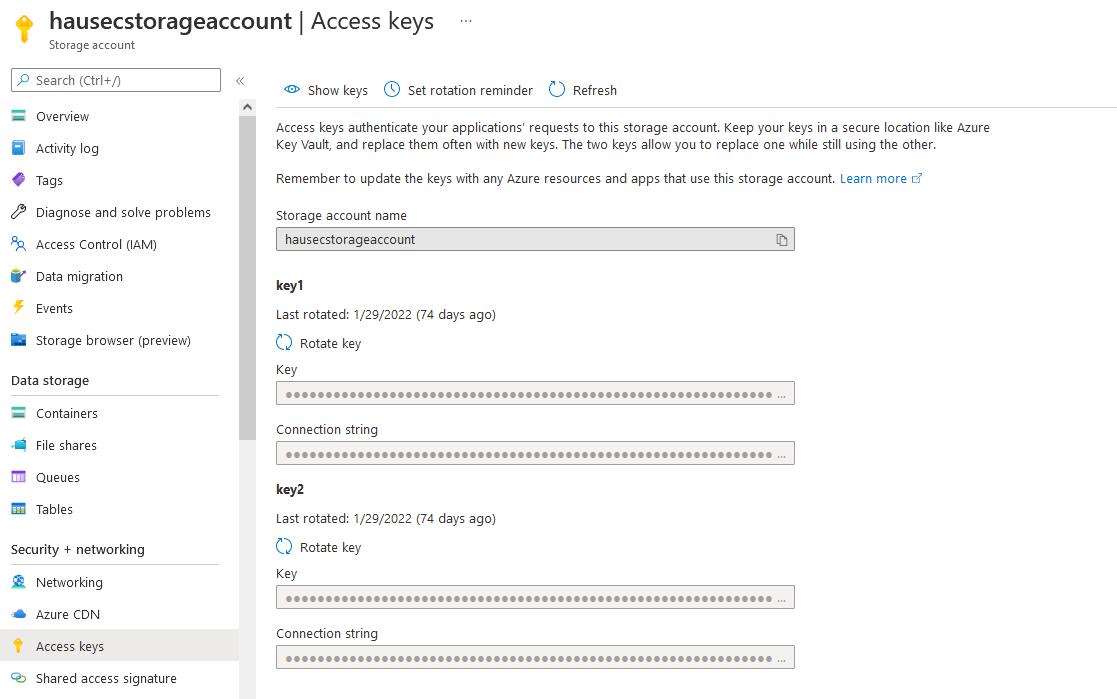 hausecstorageaccount | Access keys ...
Storage account
Search (Ctrl+/)
«
Overview
Activity log
Tags
Diagnose and solve problems
Access Control (IAM)
Data migration
Events
Storage browser (preview)
Data storage
Containers
File shares
Queues
Tables
Security + networking
Networking
Azure CDN
Access keys
Shared access signature
Show keys
Set rotation reminder
Refresh
Access keys authenticate your applications' requests to this storage account. Keep your keys in a secure location like Azure
Key Vault, and replace them often with new keys. The two keys allow you to replace one while still using the other.
Remember to update the keys with any Azure resources and apps that use this storage account. Learn more
Storage account name
hausecstorageaccount
key1
Last rotated: 1/29/2022 (74 days ago)
Rotate key
Key
●●●●●●●●●●●●●●●●●●●●●●●●●●●●●●●●●●●●●●●●●●●●●●●●●●●●●●●●●●●●● ...
Connection string
●●●●●●●●●●●●●●●●●●●●●●●●●●●●●●●●●●●●●●●●●●●●●●●●●●●●●●●●●●●●● ...
key2
Last rotated: 1/29/2022 (74 days ago)
Rotate key
Key
●●●●●●●●●●●●●●●●●●●●●●●●●●●●●●●●●●●●●●●●●●●●●●●●●●●●●●●●●●●●● ...
Connection string
●●●●●●●●●●●●●●●●●●●●●●●●●●●●●●●●●●●●●●●●●●●●●●●●●●●●●●●●●●●●● ...